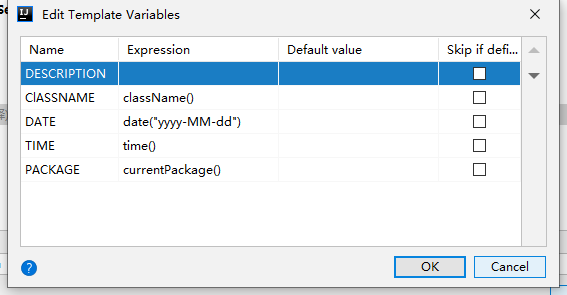 Edit Template Variables
Name Expression Default value Skip if defi...
DESCRIPTION
ClASSNAME className()
DATE date("yyyy-MM-dd")
TIME time()
PACKAGE currentPackage()
? OK Cancel